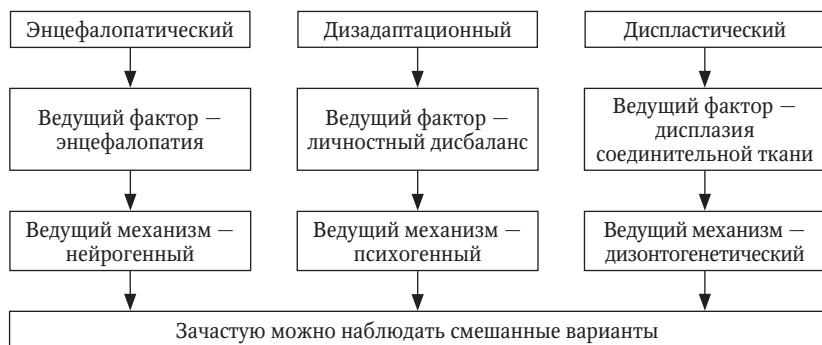 Энцефалопатический
Дизадаптационный
Диспластический
Ведущий фактор —
энцефалопатия
Ведущий фактор —
личностный дисбаланс
Ведущий фактор —
дисплазия
соединительной ткани
Ведущий механизм —
нейрогенный
Ведущий механизм —
психогенный
Ведущий механизм —
дизонтогенетический
Зачастую можно наблюдать смешанные варианты